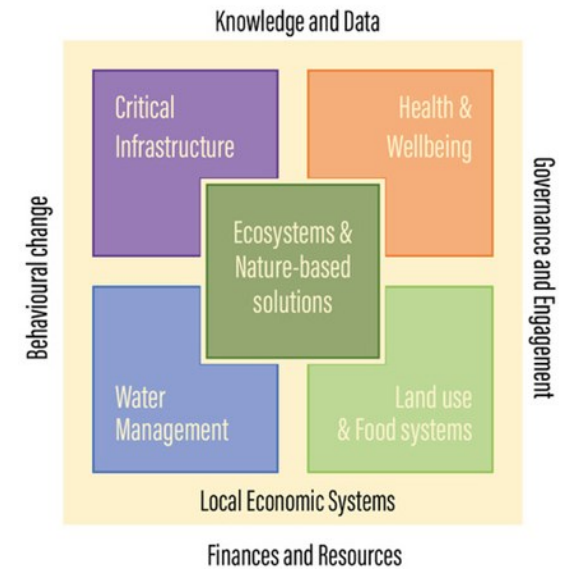 Knowledge and Data
Critical
Infrastructure
Health &
Wellbeing
Behavioural change
Ecosystems &
Nature-based
solutions
Governance and Engagement
Water
Management
Land use
& Food systems
Local Economic Systems
Finances and Resources